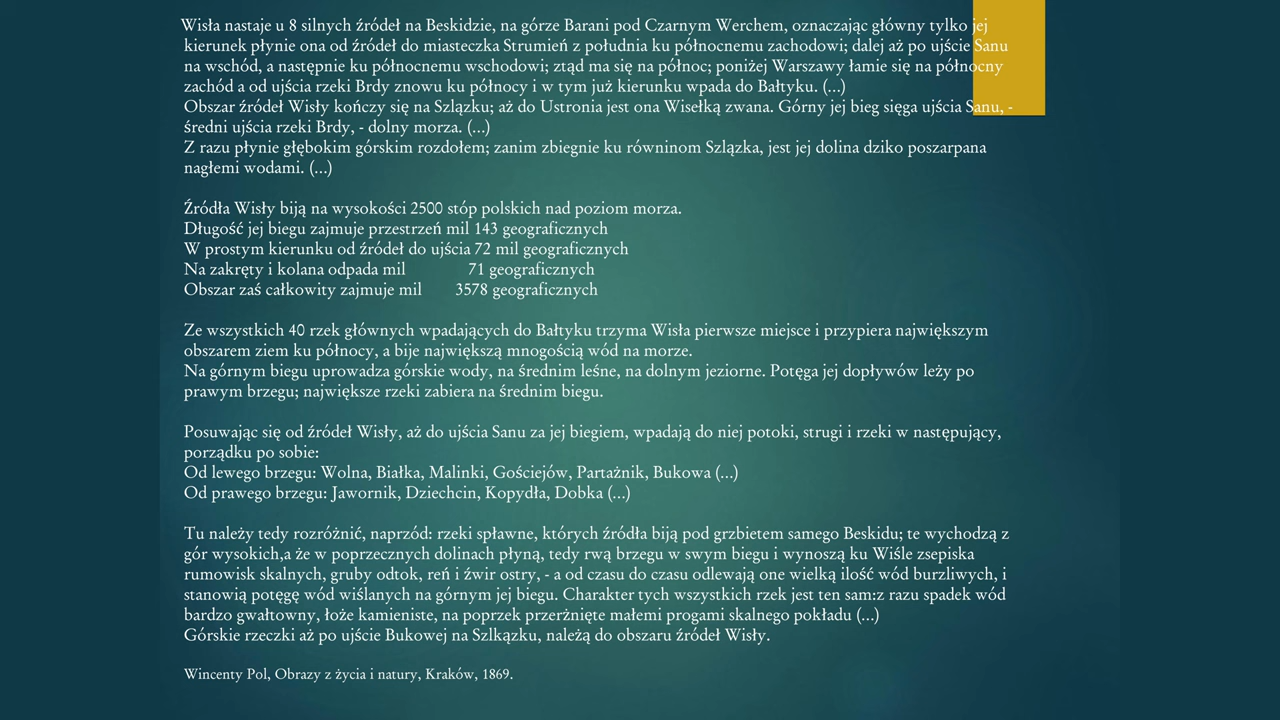 Wisła nastaje u 8 silnych źródeł na Beskidzie, na górze Barani pod Czarnym Werchem, oznaczając główny tylko jej
kierunek płynie ona od źródeł do miasteczka Strumień z południa ku północnemu zachodowi; dalej aż po ujście Sanu
na wschód, a następnie ku północnemu wschodowi; ztąd ma się na północ; poniżej Warszawy łamie się na północny
zachód a od ujścia rzeki Brdy znowu ku północy i w tym już kierunku wpada do Bałtyku. (...)
Obszar źródeł Wisły kończy się na Szlązku; aż do Ustronia jest ona Wisełką zwana. Górny jej bieg sięga ujścia Sanu, -
średni ujścia rzeki Brdy, - dolny morza. (...)
Z razu płynie głębokim górskim rozdołem; zanim zbiegnie ku równinom Szlązka, jest jej dolina dziko poszarpana
nagłemi wodami. (...)
Źródła Wisły biją na wysokości 2500 stóp polskich nad poziom morza.
Długość jej biegu zajmuje przestrzeń mil 143 geograficznych
W prostym kierunku od źródeł do ujścia 72 mil geograficznych
Na zakręty i kolana odpada mil 71 geograficznych
Obszar zaś całkowity zajmuje mil 3578 geograficznych
Ze wszystkich 40 rzek głównych wpadających do Bałtyku trzyma Wisła pierwsze miejsce i przypiera największym
obszarem ziem ku północy, a bije największą mnogością wód na morze.
Na górnym biegu uprowadza górskie wody, na średnim leśne, na dolnym jeziorne. Potęga jej dopływów leży po
prawym brzegu; największe rzeki zabiera na średnim biegu.
Posuwając się od źródeł Wisły, aż do ujścia Sanu za jej biegiem, wpadają do niej potoki, strugi i rzeki w następujący,
porządku po sobie:
Od lewego brzegu: Wolna, Białka, Malinki, Gościejów, Partażnik, Bukowa (...)
Od prawego brzegu: Jawornik, Dziechcin, Kopydła, Dobka (...)
Tu należy tedy rozróżnić, naprzód: rzeki spławne, których źródła biją pod grzbietem samego Beskidu; te wychodzą z
gór wysokich,a że w poprzecznych dolinach płyną, tedy rwą brzegu w swym biegu i wynoszą ku Wiśle zsepiska
rumowisk skalnych, gruby odtok, reń i żwir ostry, - a od czasu do czasu odlewają one wielką ilość wód burzliwych, i
stanowią potęgę wód wiślanych na górnym jej biegu. Charakter tych wszystkich rzek jest ten sam:z razu spadek wód
bardzo gwałtowny, łoże kamieniste, na poprzek przerżnięte małemi progami skalnego pokładu (...)
Górskie rzeczki aż po ujście Bukowej na Szlkązku, należą do obszaru źródeł Wisły.
Wincenty Pol, Obrazy z życia i natury, Kraków, 1869.